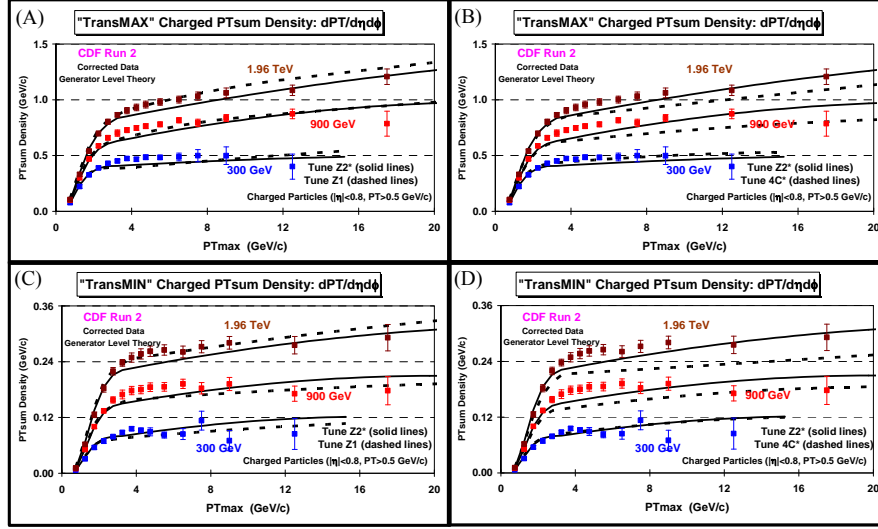 (A)
"TransMAX" Charged PTsum Density: dPT/dηdϕ
1.5
1.0
0.5
0.0
PTsum Density (GeV/c)
CDF Run 2
Corrected Data
Generator Level Theory
1.96 TeV
900 GeV
300 GeV
Tune Z2* (solid lines)
Tune Z1 (dashed lines)
Charged Particles (|η|<0.8, PT>0.5 GeV/c)
0 4 8 12 16 20
PTmax (GeV/c)
(B)
"TransMAX" Charged PTsum Density: dPT/dηdϕ
1.5
1.0
0.5
0.0
PTsum Density (GeV/c)
CDF Run 2
Corrected Data
Generator Level Theory
1.96 TeV
900 GeV
300 GeV
Tune Z2* (solid lines)
Tune 4C* (dashed lines)
Charged Particles (|η|<0.8, PT>0.5 GeV/c)
0 4 8 12 16 20
PTmax (GeV/c)
(C)
"TransMIN" Charged PTsum Density: dPT/dηdϕ
0.36
0.24
0.12
0.00
PTsum Density (GeV/c)
CDF Run 2
Corrected Data
Generator Level Theory
1.96 TeV
900 GeV
300 GeV
Tune Z2* (solid lines)
Tune Z1 (dashed lines)
Charged Particles (|η|<0.8, PT>0.5 GeV/c)
0 4 8 12 16 20
PTmax (GeV/c)
(D)
"TransMIN" Charged PTsum Density: dPT/dηdϕ
0.36
0.24
0.12
0.00
PTsum Density (GeV/c)
CDF Run 2
Corrected Data
Generator Level Theory
1.96 TeV
900 GeV
300 GeV
Tune Z2* (solid lines)
Tune 4C* (dashed lines)
Charged Particles (|η|<0.8, PT>0.5 GeV/c)
0 4 8 12 16 20
PTmax (GeV/c)